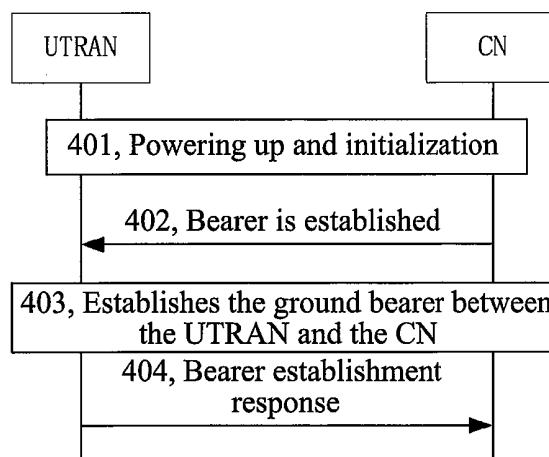 UTRAN
CN
401, Powering up and initialization
402, Bearer is established
403, Establishes the ground bearer between
the UTRAN and the CN
404, Bearer establishment
response